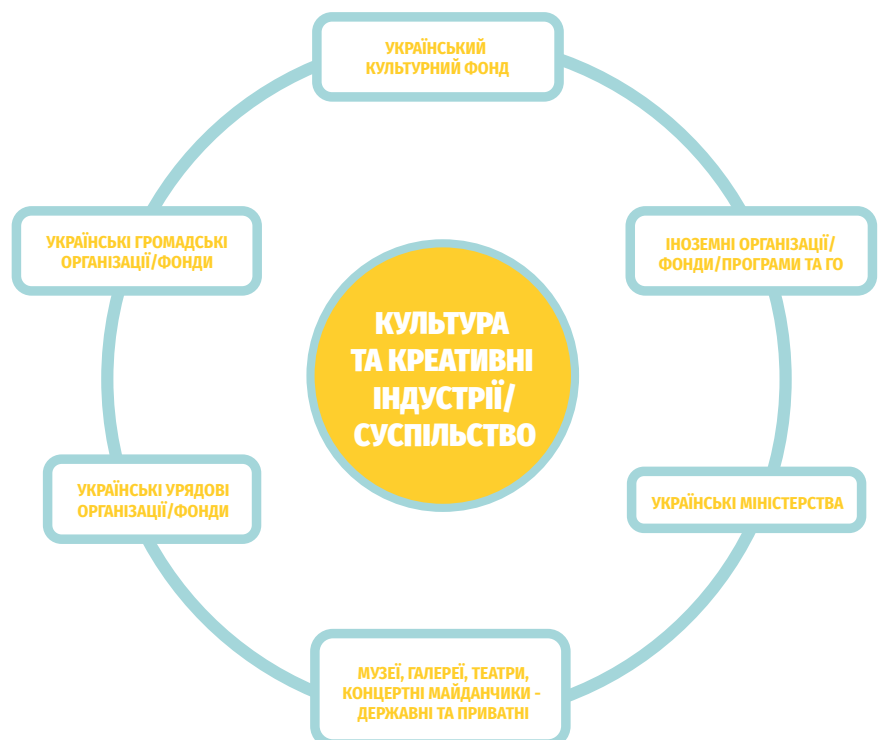 УКРАЇНСЬКИЙ
КУЛЬТУРНИЙ ФОНД
УКРАЇНСЬКІ ГРОМАДСЬКІ
ОРГАНІЗАЦІЇ/ФОНДИ
ІНОЗЕМНІ ОРГАНІЗАЦІЇ/
ФОНДИ/ПРОГРАМИ ТА ГО
КУЛЬТУРА
ТА КРЕАТИВНІ
ІНДУСТРІЇ/
СУСПІЛЬСТВО
УКРАЇНСЬКІ УРЯДОВІ
ОРГАНІЗАЦІЇ/ФОНДИ
УКРАЇНСЬКІ МІНІСТЕРСТВА
МУЗЕЇ, ГАЛЕРЕЇ, ТЕАТРИ,
КОНЦЕРТНІ МАЙДАНЧИКИ -
ДЕРЖАВНІ ТА ПРИВАТНІ